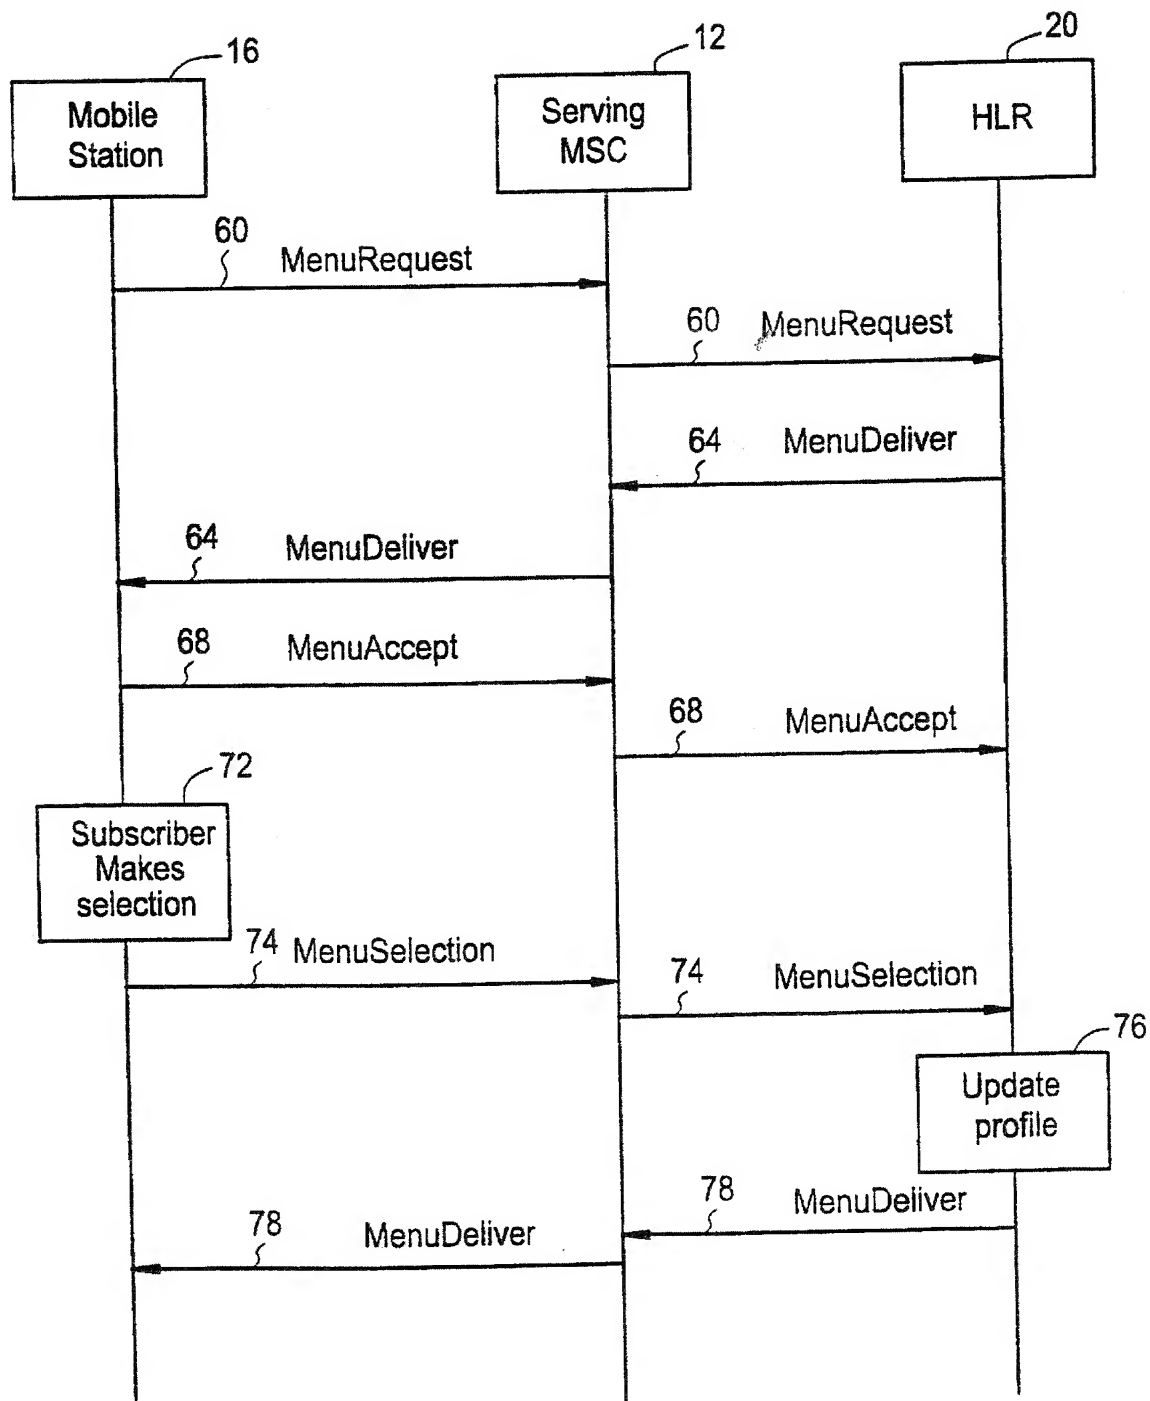 16
12
20
Mobile
Station
Serving
MSC
HLR
60
MenuRequest
60
MenuRequest
64
MenuDeliver
64
MenuDeliver
68
MenuAccept
68
MenuAccept
72
Subscriber
Makes
selection
74
MenuSelection
74
MenuSelection
76
Update
profile
78
MenuDeliver
78
MenuDeliver